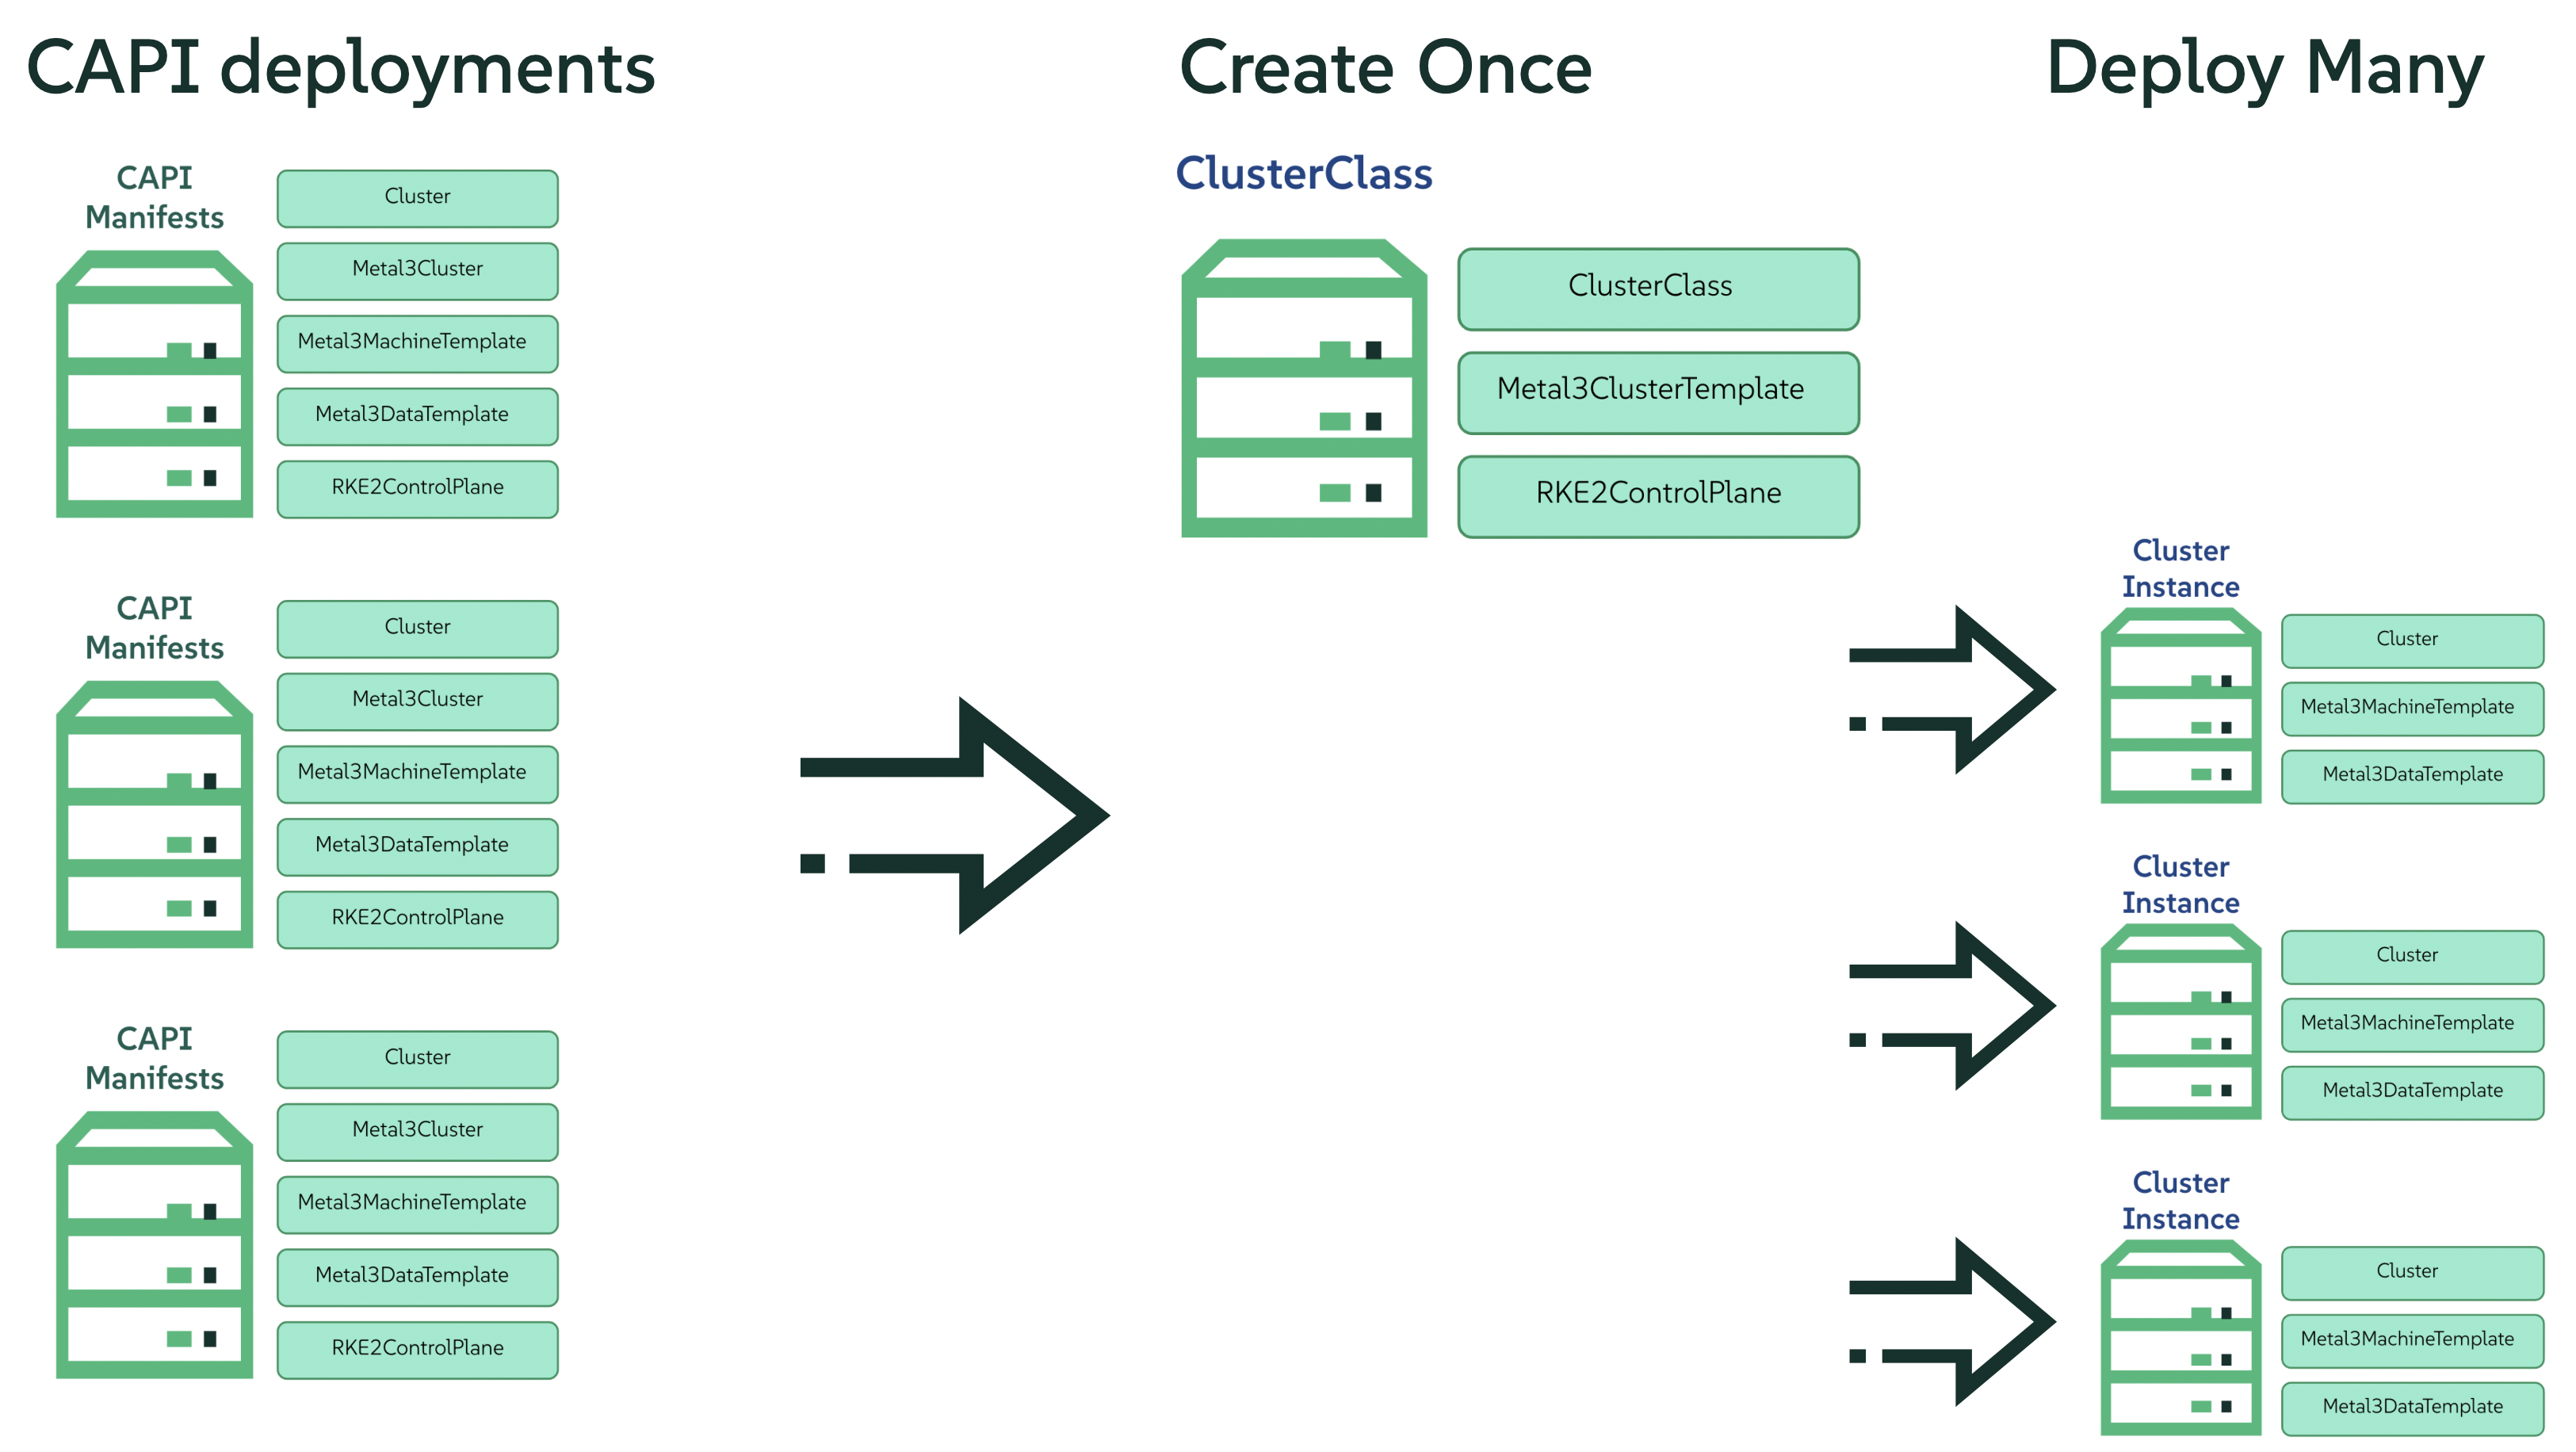 CAPI deployments
Create Once
Deploy Many
CAPI
Manifests
Cluster
Metal3Cluster
Metal3MachineTemplate
Metal3DataTemplate
RKE2ControlPlane
CAPI
Manifests
Cluster
Metal3Cluster
Metal3MachineTemplate
Metal3DataTemplate
RKE2ControlPlane
CAPI
Manifests
Cluster
Metal3Cluster
Metal3MachineTemplate
Metal3DataTemplate
RKE2ControlPlane
ClusterClass
ClusterClass
Metal3ClusterTemplate
RKE2ControlPlane
Cluster
Instance
Cluster
Metal3MachineTemplate
Metal3DataTemplate
Cluster
Instance
Cluster
Metal3MachineTemplate
Metal3DataTemplate
Cluster
Instance
Cluster
Metal3MachineTemplate
Metal3DataTemplate